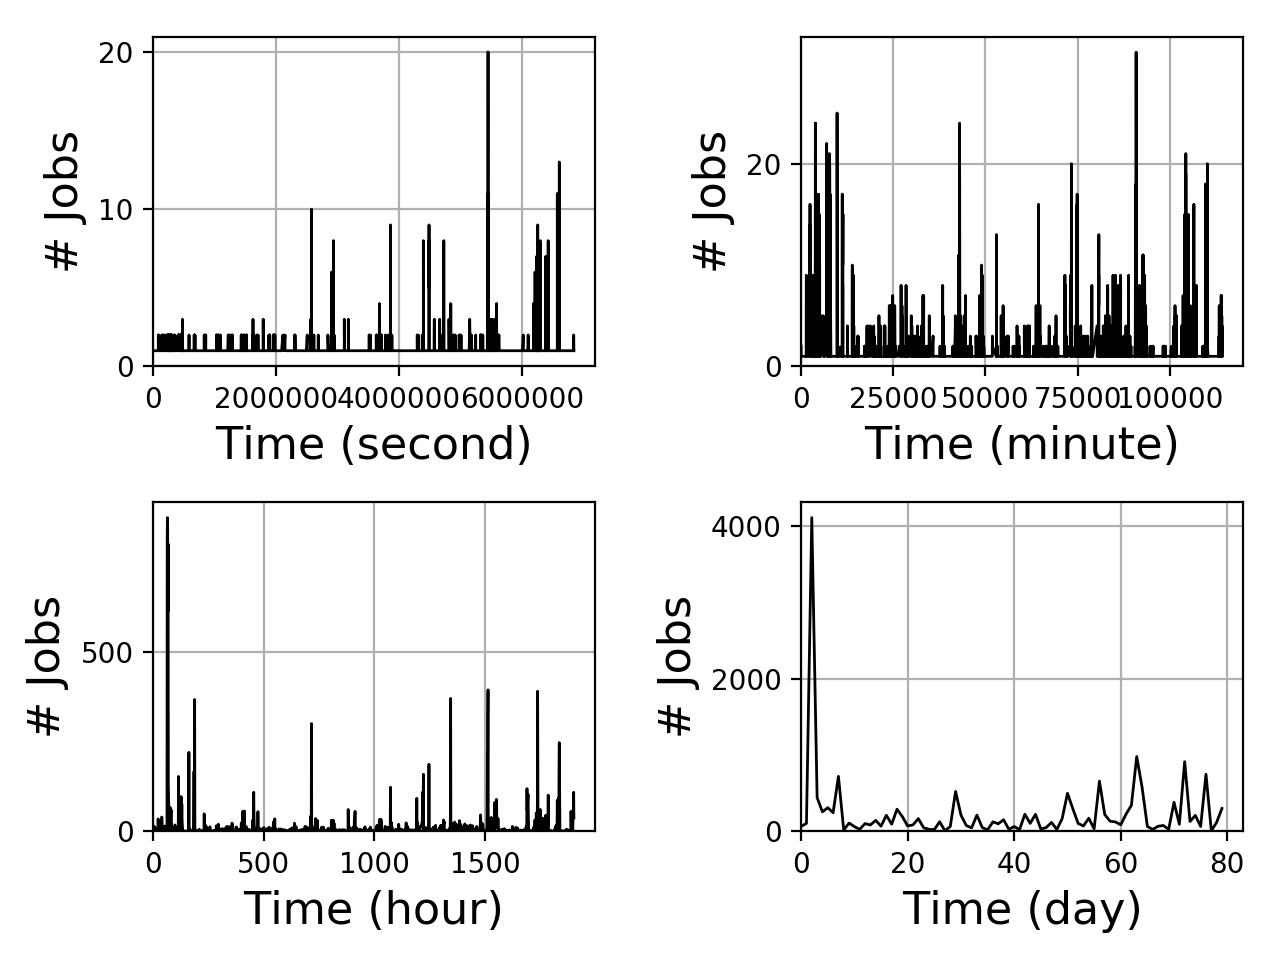 # Jobs
20
10
0
0 2000000 4000000 6000000
Time (second)
# Jobs
20
0
0 25000 50000 75000 100000
Time (minute)
# Jobs
500
0
0 500 1000 1500
Time (hour)
# Jobs
4000
2000
0
0 20 40 60 80
Time (day)